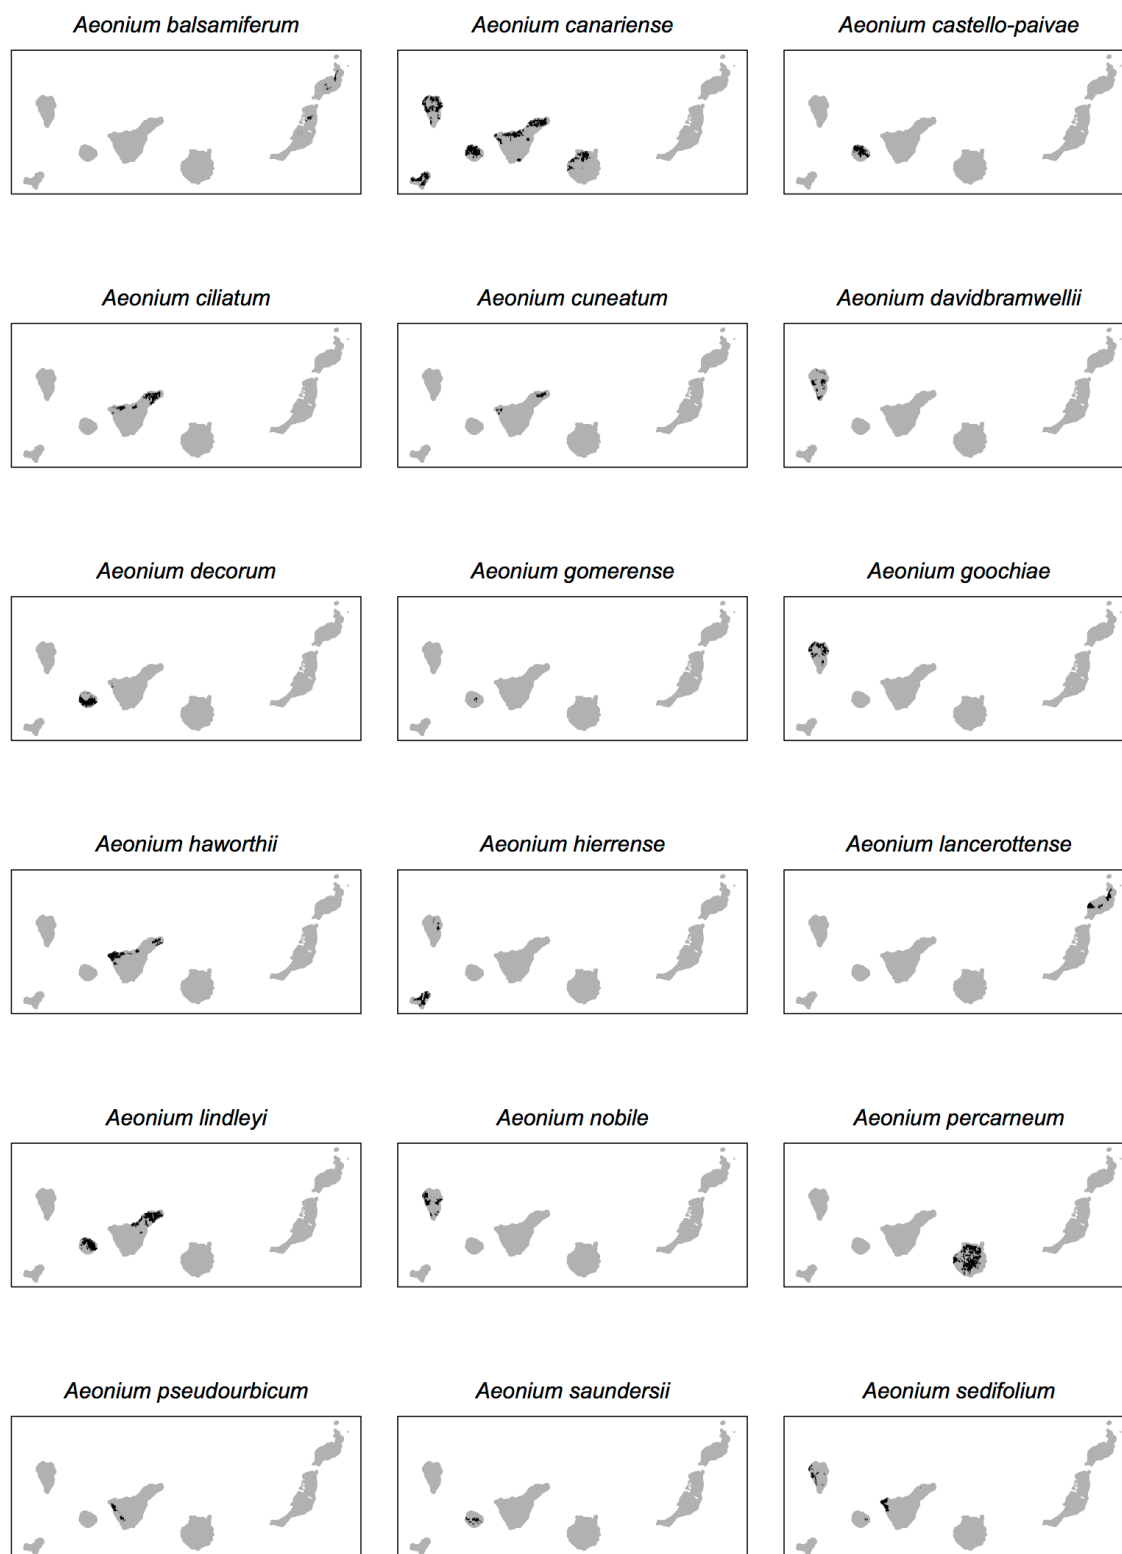 Aeonium balsamiferum
Aeonium canariense
Aeonium castello-paivae
Aeonium ciliatum
Aeonium cuneatum
Aeonium davidbramwellii
Aeonium decorum
Aeonium gomerense
Aeonium goochiae
Aeonium haworthii
Aeonium hierrense
Aeonium lancerottense
Aeonium lindleyi
Aeonium nobile
Aeonium percarneum
Aeonium pseudourbicum
Aeonium saundersii
Aeonium sedifolium